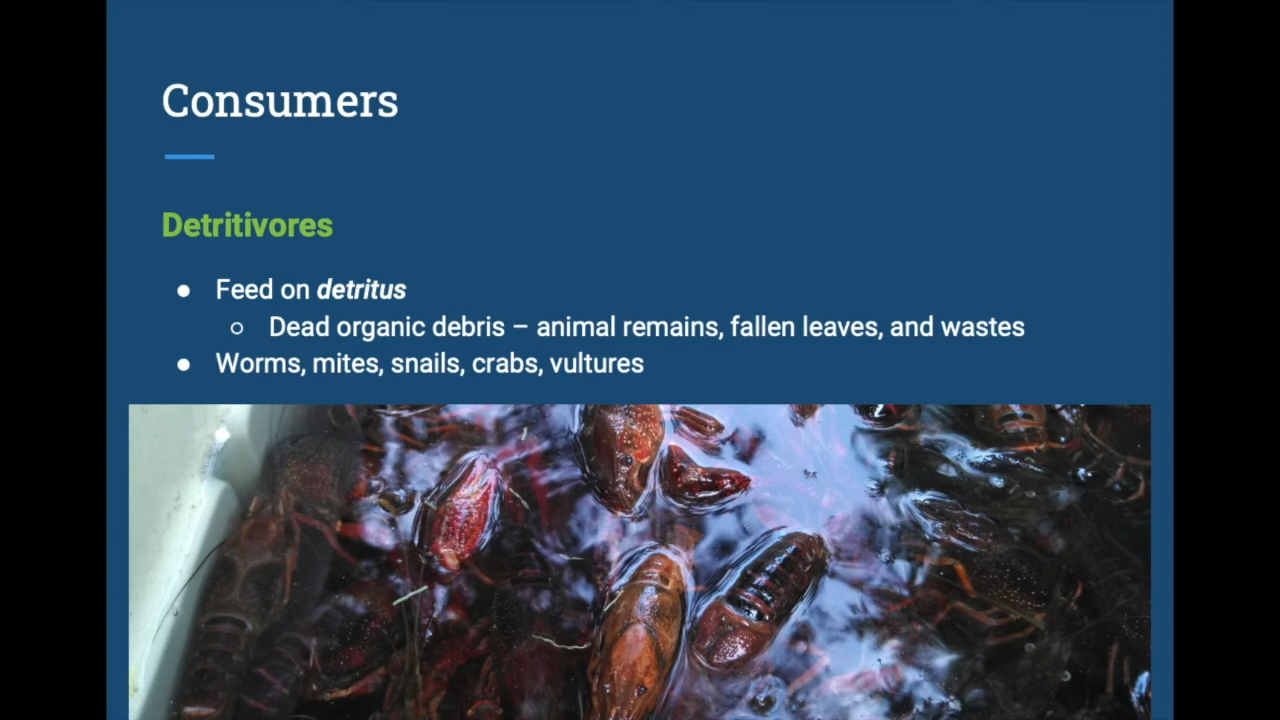 Consumers
Detritivores
● Feed on detritus
○ Dead organic debris – animal remains, fallen leaves, and wastes
● Worms, mites, snails, crabs, vultures